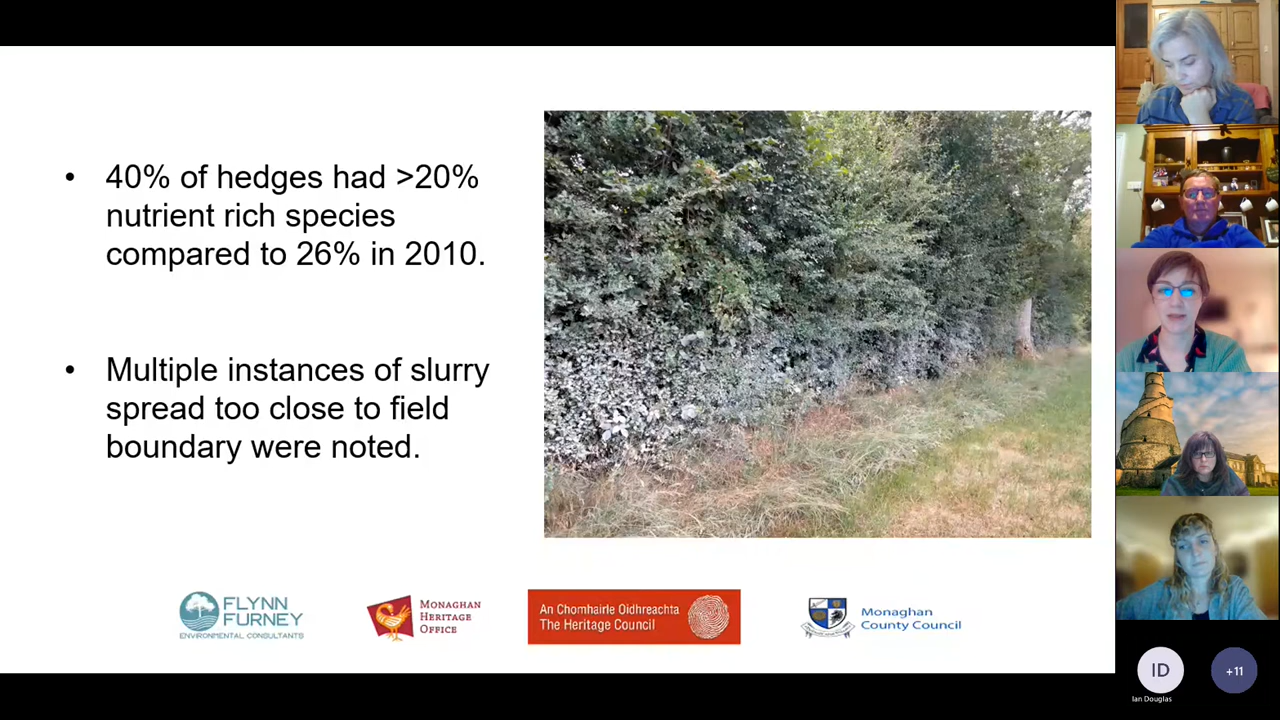 • 40% of hedges had >20%
nutrient rich species
compared to 26% in 2010.
• Multiple instances of slurry
spread too close to field
boundary were noted.
FLYNN
FURNEY
ENVIRONMENTAL CONSULTANTS
MONAGHAN
HERITAGE
OFFICE
An Chomhairle Oidhreachta
The Heritage Council
Monaghan
County Council
ID
+11
Ian Douglas